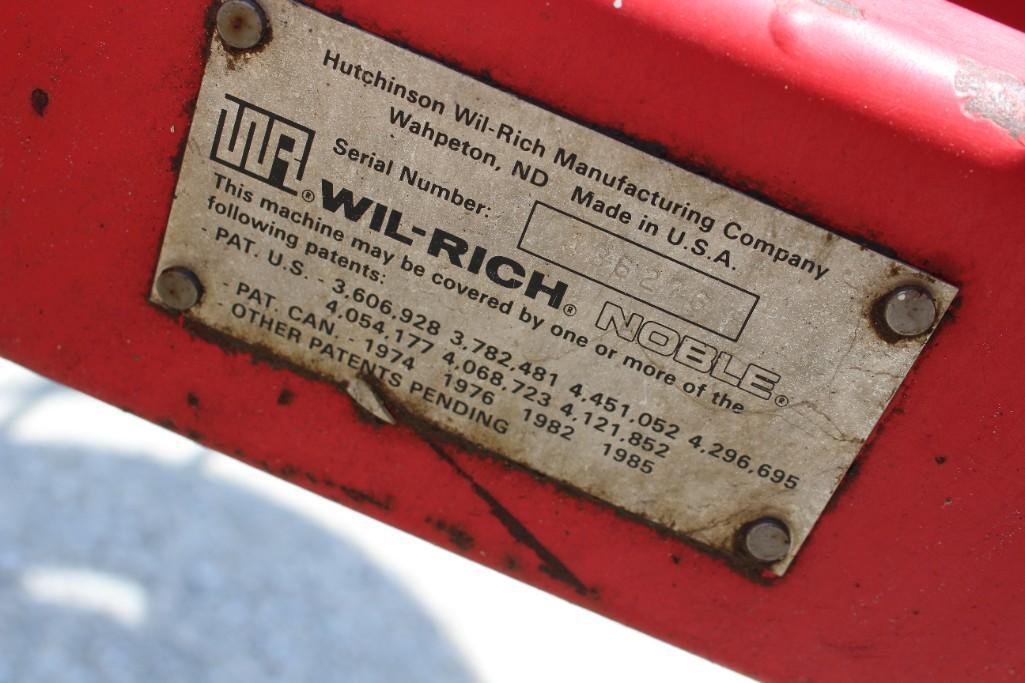 Hutchinson Wil-Rich Manufacturing Company
Wahpeton, ND Made in U.S.A.
Serial Number:
WR® WIL-RICH® NOBLE®
This machine may be covered by one or more of the
following patents:
- PAT. U.S. - 3,606,928 3,782,481 4,451,052 4,296,695
4,054,177 4,068,723 4,121,852
- PAT. CAN. - 1974 1976 1982 1985
- OTHER PATENTS PENDING